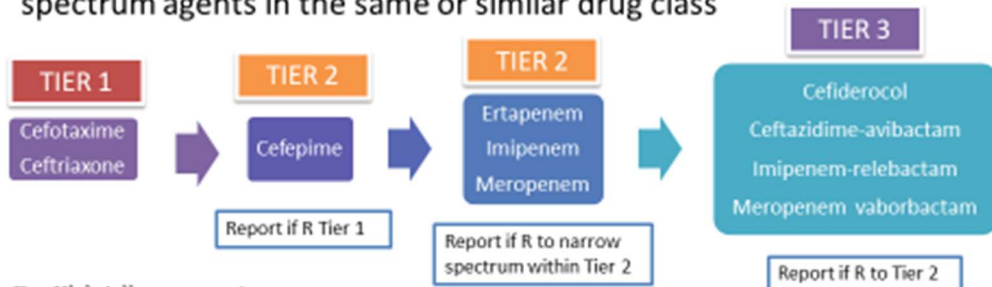 spectrum agents in the same or similar drug class
TIER 1
Cefotaxime
Ceftriaxone
TIER 2
Cefepime
Report if R Tier 1
TIER 2
Ertapenem
Imipenem
Meropenem
Report if R to narrow
spectrum within Tier 2
TIER 3
Cefiderocol
Ceftazidime-avibactam
Imipenem-relebactam
Meropenem vaborbactam
Report if R to Tier 2